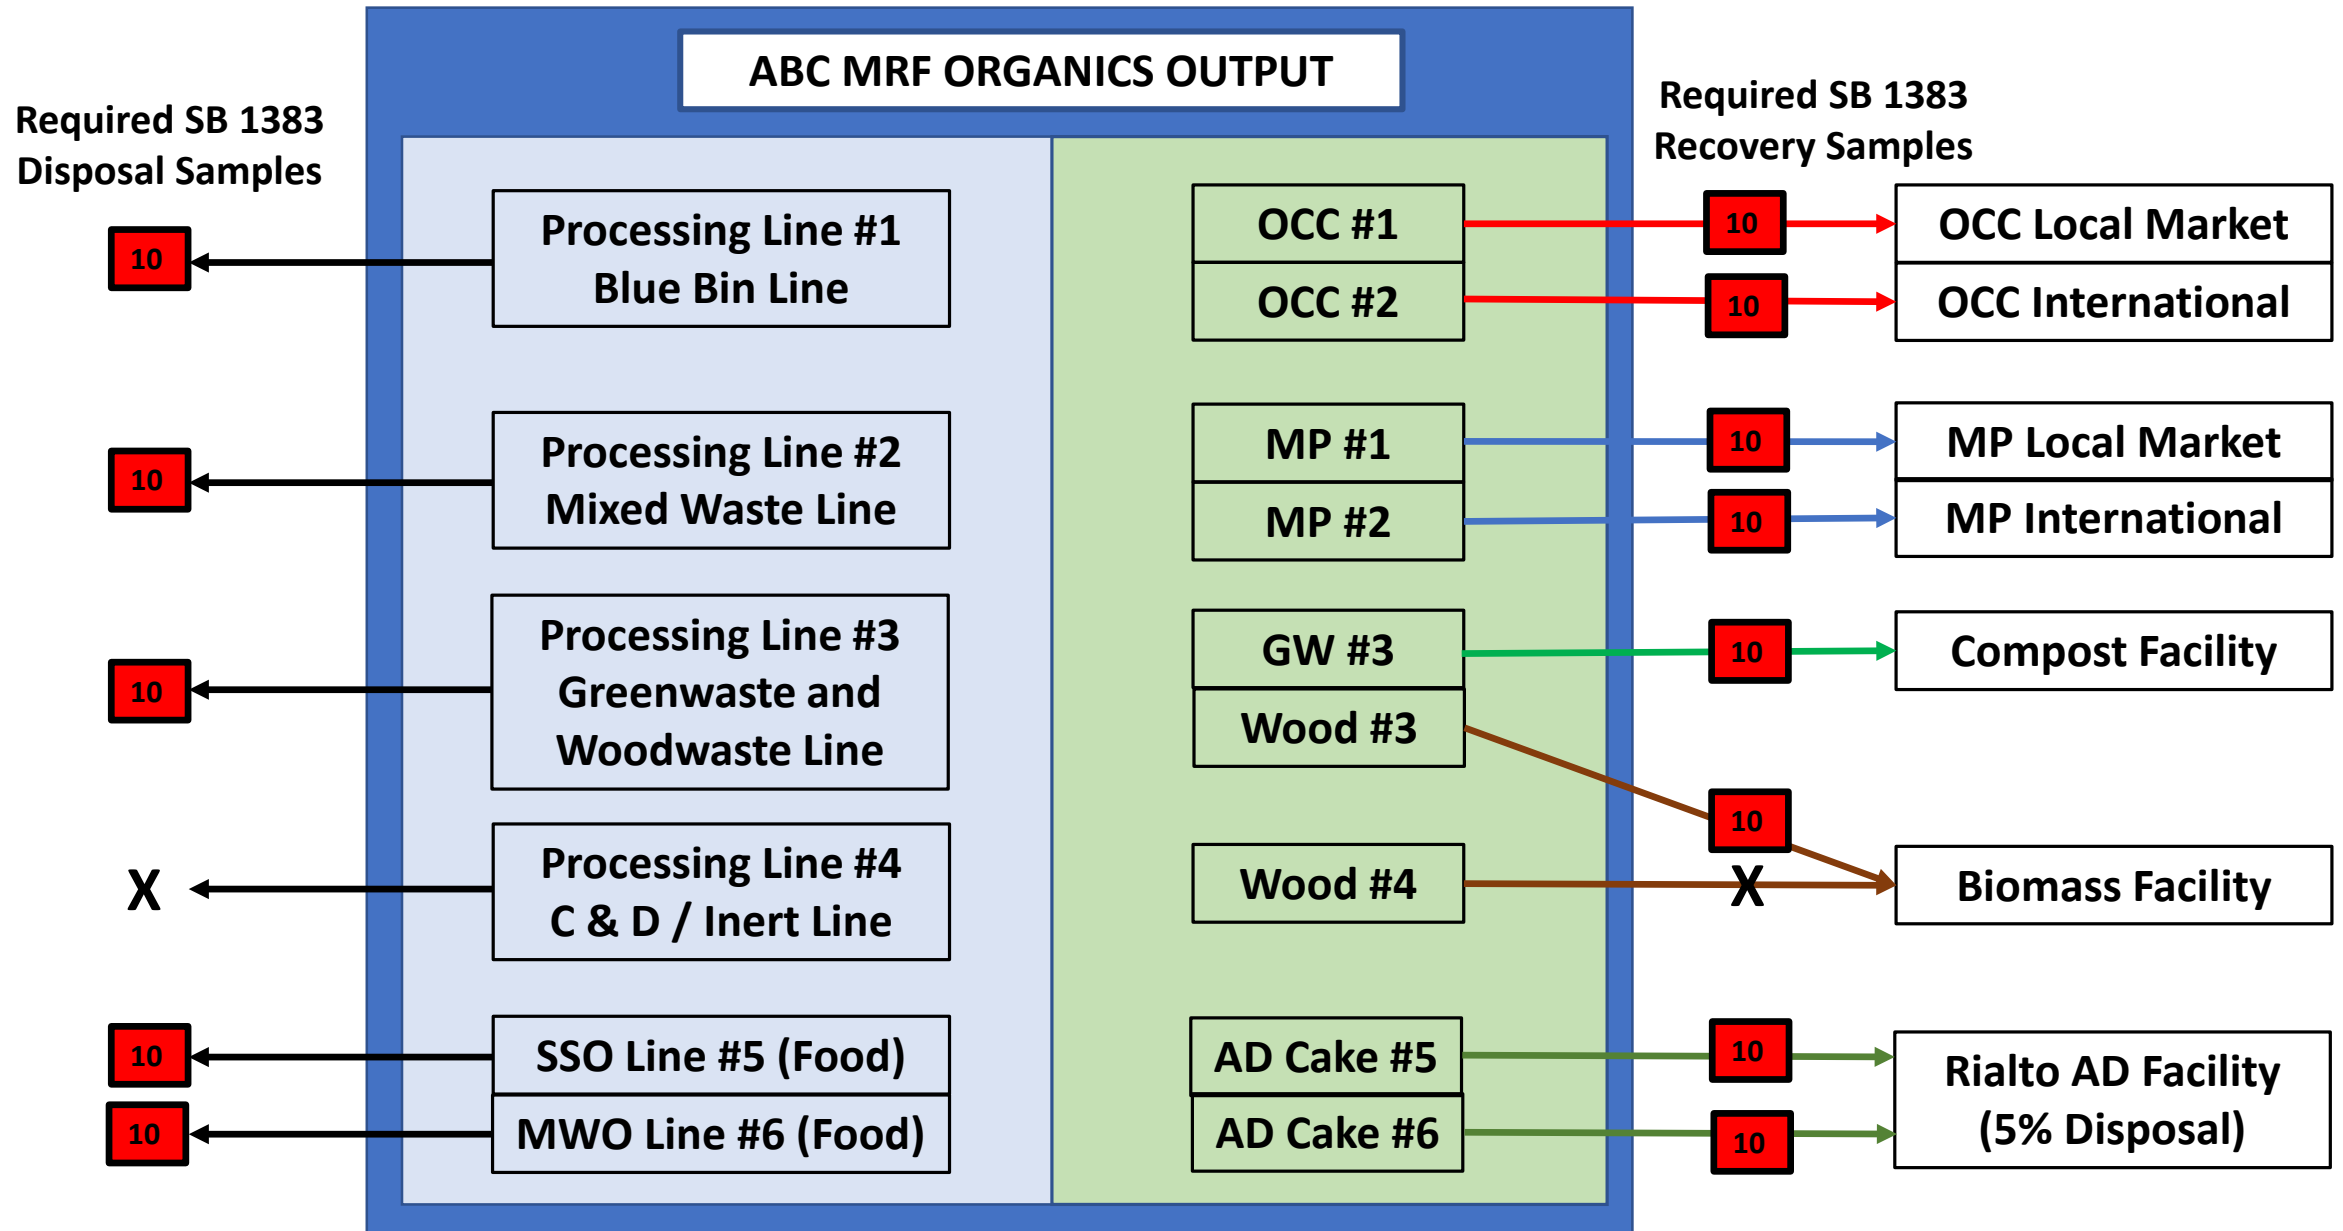 ABC MRF ORGANICS OUTPUT
Required SB 1383
Disposal Samples
Required SB 1383
Recovery Samples
10
Processing Line #1
Blue Bin Line
OCC #1
10
OCC Local Market
OCC #2
10
OCC International
10
Processing Line #2
Mixed Waste Line
MP #1
10
MP Local Market
MP #2
10
MP International
10
Processing Line #3
Greenwaste and
Woodwaste Line
GW #3
10
Compost Facility
Wood #3
10
X
Processing Line #4
C & D / Inert Line
Wood #4
X
Biomass Facility
10
SSO Line #5 (Food)
AD Cake #5
10
Rialto AD Facility
(5% Disposal)
10
MWO Line #6 (Food)
AD Cake #6
10